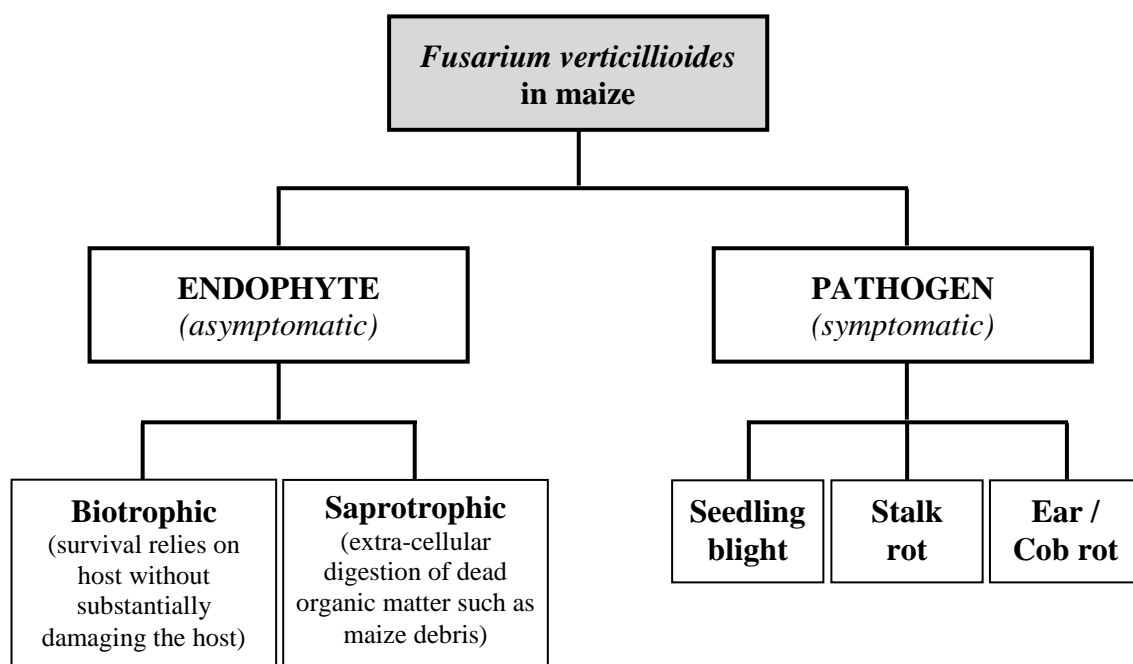 Fusarium verticillioides
in maize
ENDOPHYTE
(asymptomatic)
PATHOGEN
(symptomatic)
Biotrophic
(survival relies on
host without
substantially
damaging the host)
Saprotrophic
(extra-cellular
digestion of dead
organic matter such as
maize debris)
Seedling
blight
Stalk
rot
Ear /
Cob rot